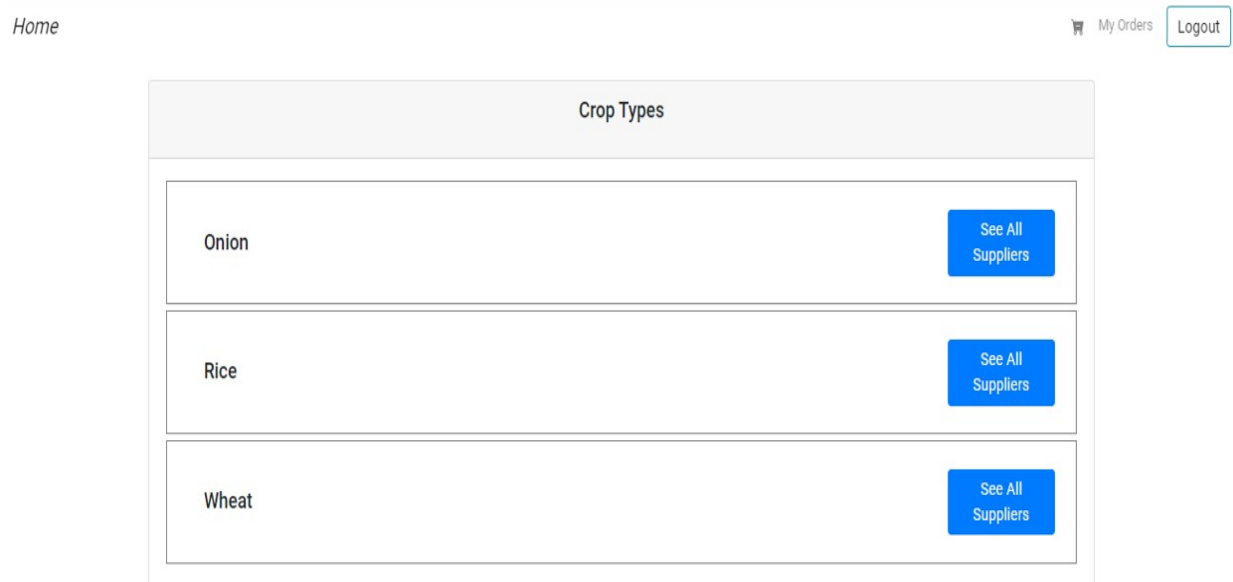 Home
My Orders
Logout
Crop Types
Onion
See All
Suppliers
Rice
See All
Suppliers
Wheat
See All
Suppliers